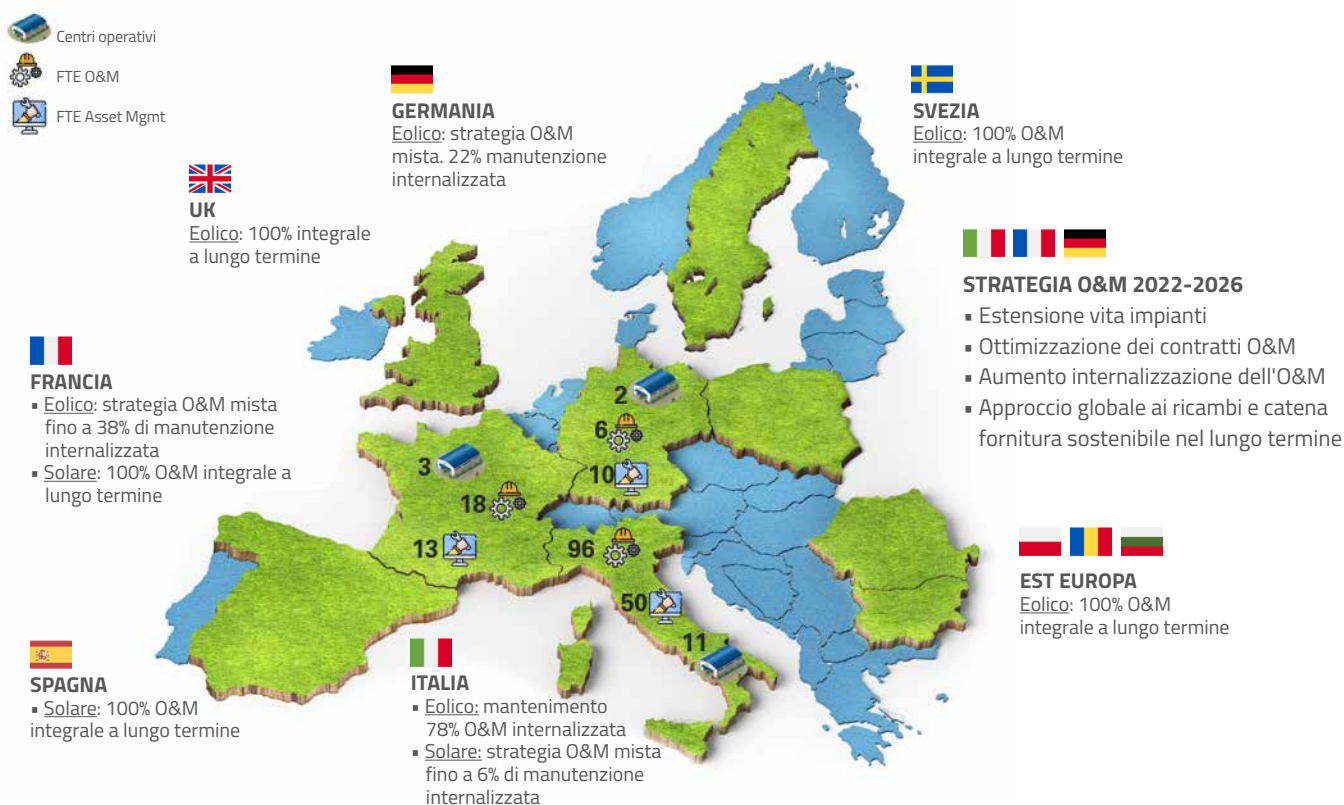 Centri operativi
FTE O&M
FTE Asset Mgmt
GERMANIA
Eolico: strategia O&M
mista. 22% manutenzione
internalizzata
SVEZIA
Eolico: 100% O&M
integrale a lungo termine
UK
Eolico: 100% integrale
a lungo termine
STRATEGIA O&M 2022-2026
▪ Estensione vita impianti
▪ Ottimizzazione dei contratti O&M
▪ Aumento internalizzazione dell'O&M
▪ Approccio globale ai ricambi e catena
fornitura sostenibile nel lungo termine
FRANCIA
▪ Eolico: strategia O&M mista
fino a 38% di manutenzione
internalizzata
▪ Solare: 100% O&M integrale a
lungo termine
2
6
10
3
18
13
96
50
11
EST EUROPA
Eolico: 100% O&M
integrale a lungo termine
SPAGNA
▪ Solare: 100% O&M
integrale a lungo termine
ITALIA
▪ Eolico: mantenimento
78% O&M internalizzata
▪ Solare: strategia O&M mista
fino a 6% di manutenzione
internalizzata